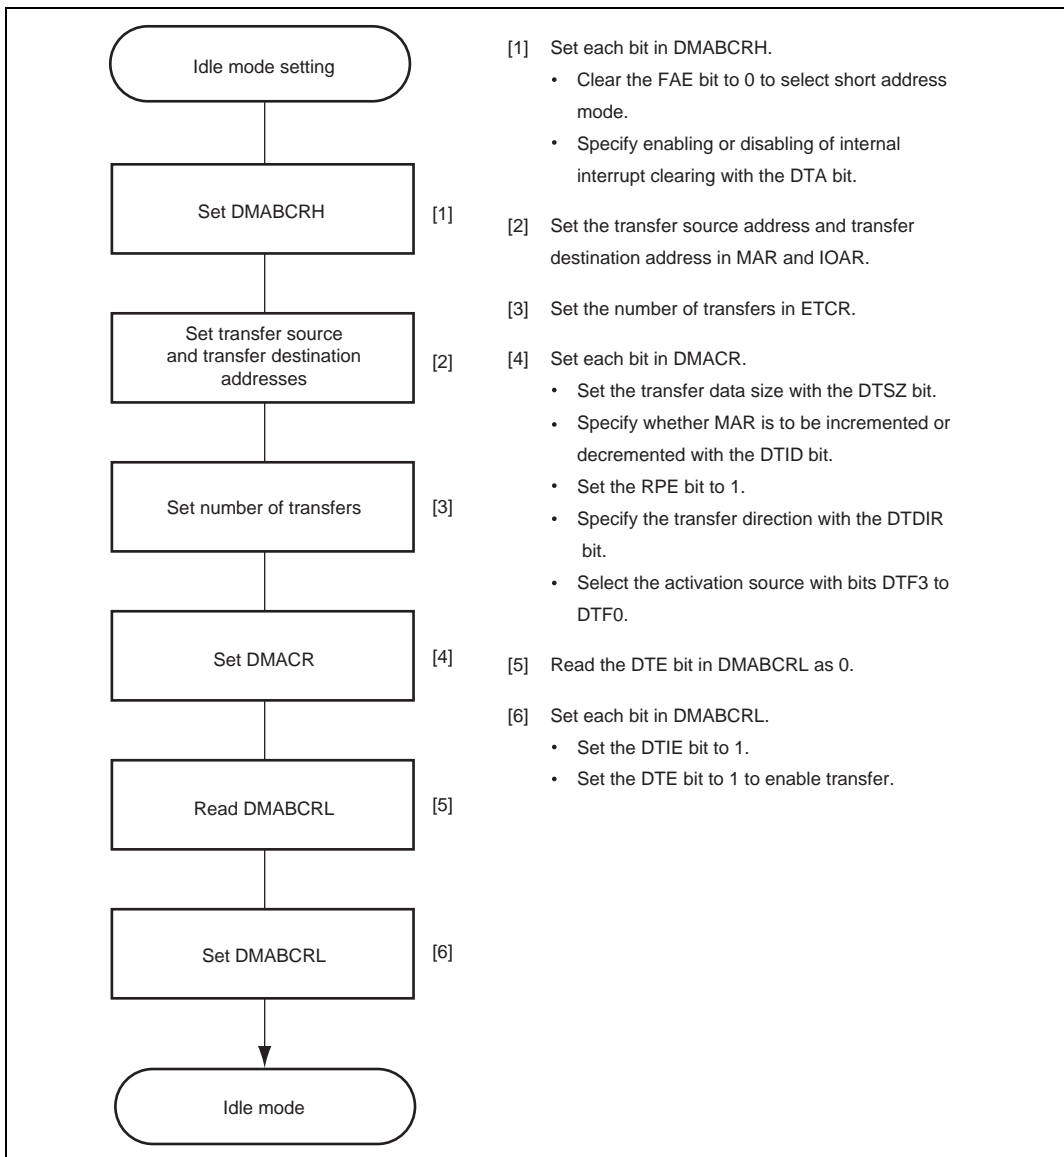 Idle mode setting
Set DMABCRH
[1]
Set transfer source
and transfer destination
addresses
[2]
Set number of transfers
[3]
Set DMACR
[4]
Read DMABCRL
[5]
Set DMABCRL
[6]
Idle mode
[1] Set each bit in DMABCRH.
• Clear the FAE bit to 0 to select short address
mode.
• Specify enabling or disabling of internal
interrupt clearing with the DTA bit.
[2] Set the transfer source address and transfer
destination address in MAR and IOAR.
[3] Set the number of transfers in ETCR.
[4] Set each bit in DMACR.
• Set the transfer data size with the DTSZ bit.
• Specify whether MAR is to be incremented or
decremented with the DTID bit.
• Set the RPE bit to 1.
• Specify the transfer direction with the DTDIR
bit.
• Select the activation source with bits DTF3 to
DTF0.
[5] Read the DTE bit in DMABCRL as 0.
[6] Set each bit in DMABCRL.
• Set the DTIE bit to 1.
• Set the DTE bit to 1 to enable transfer.